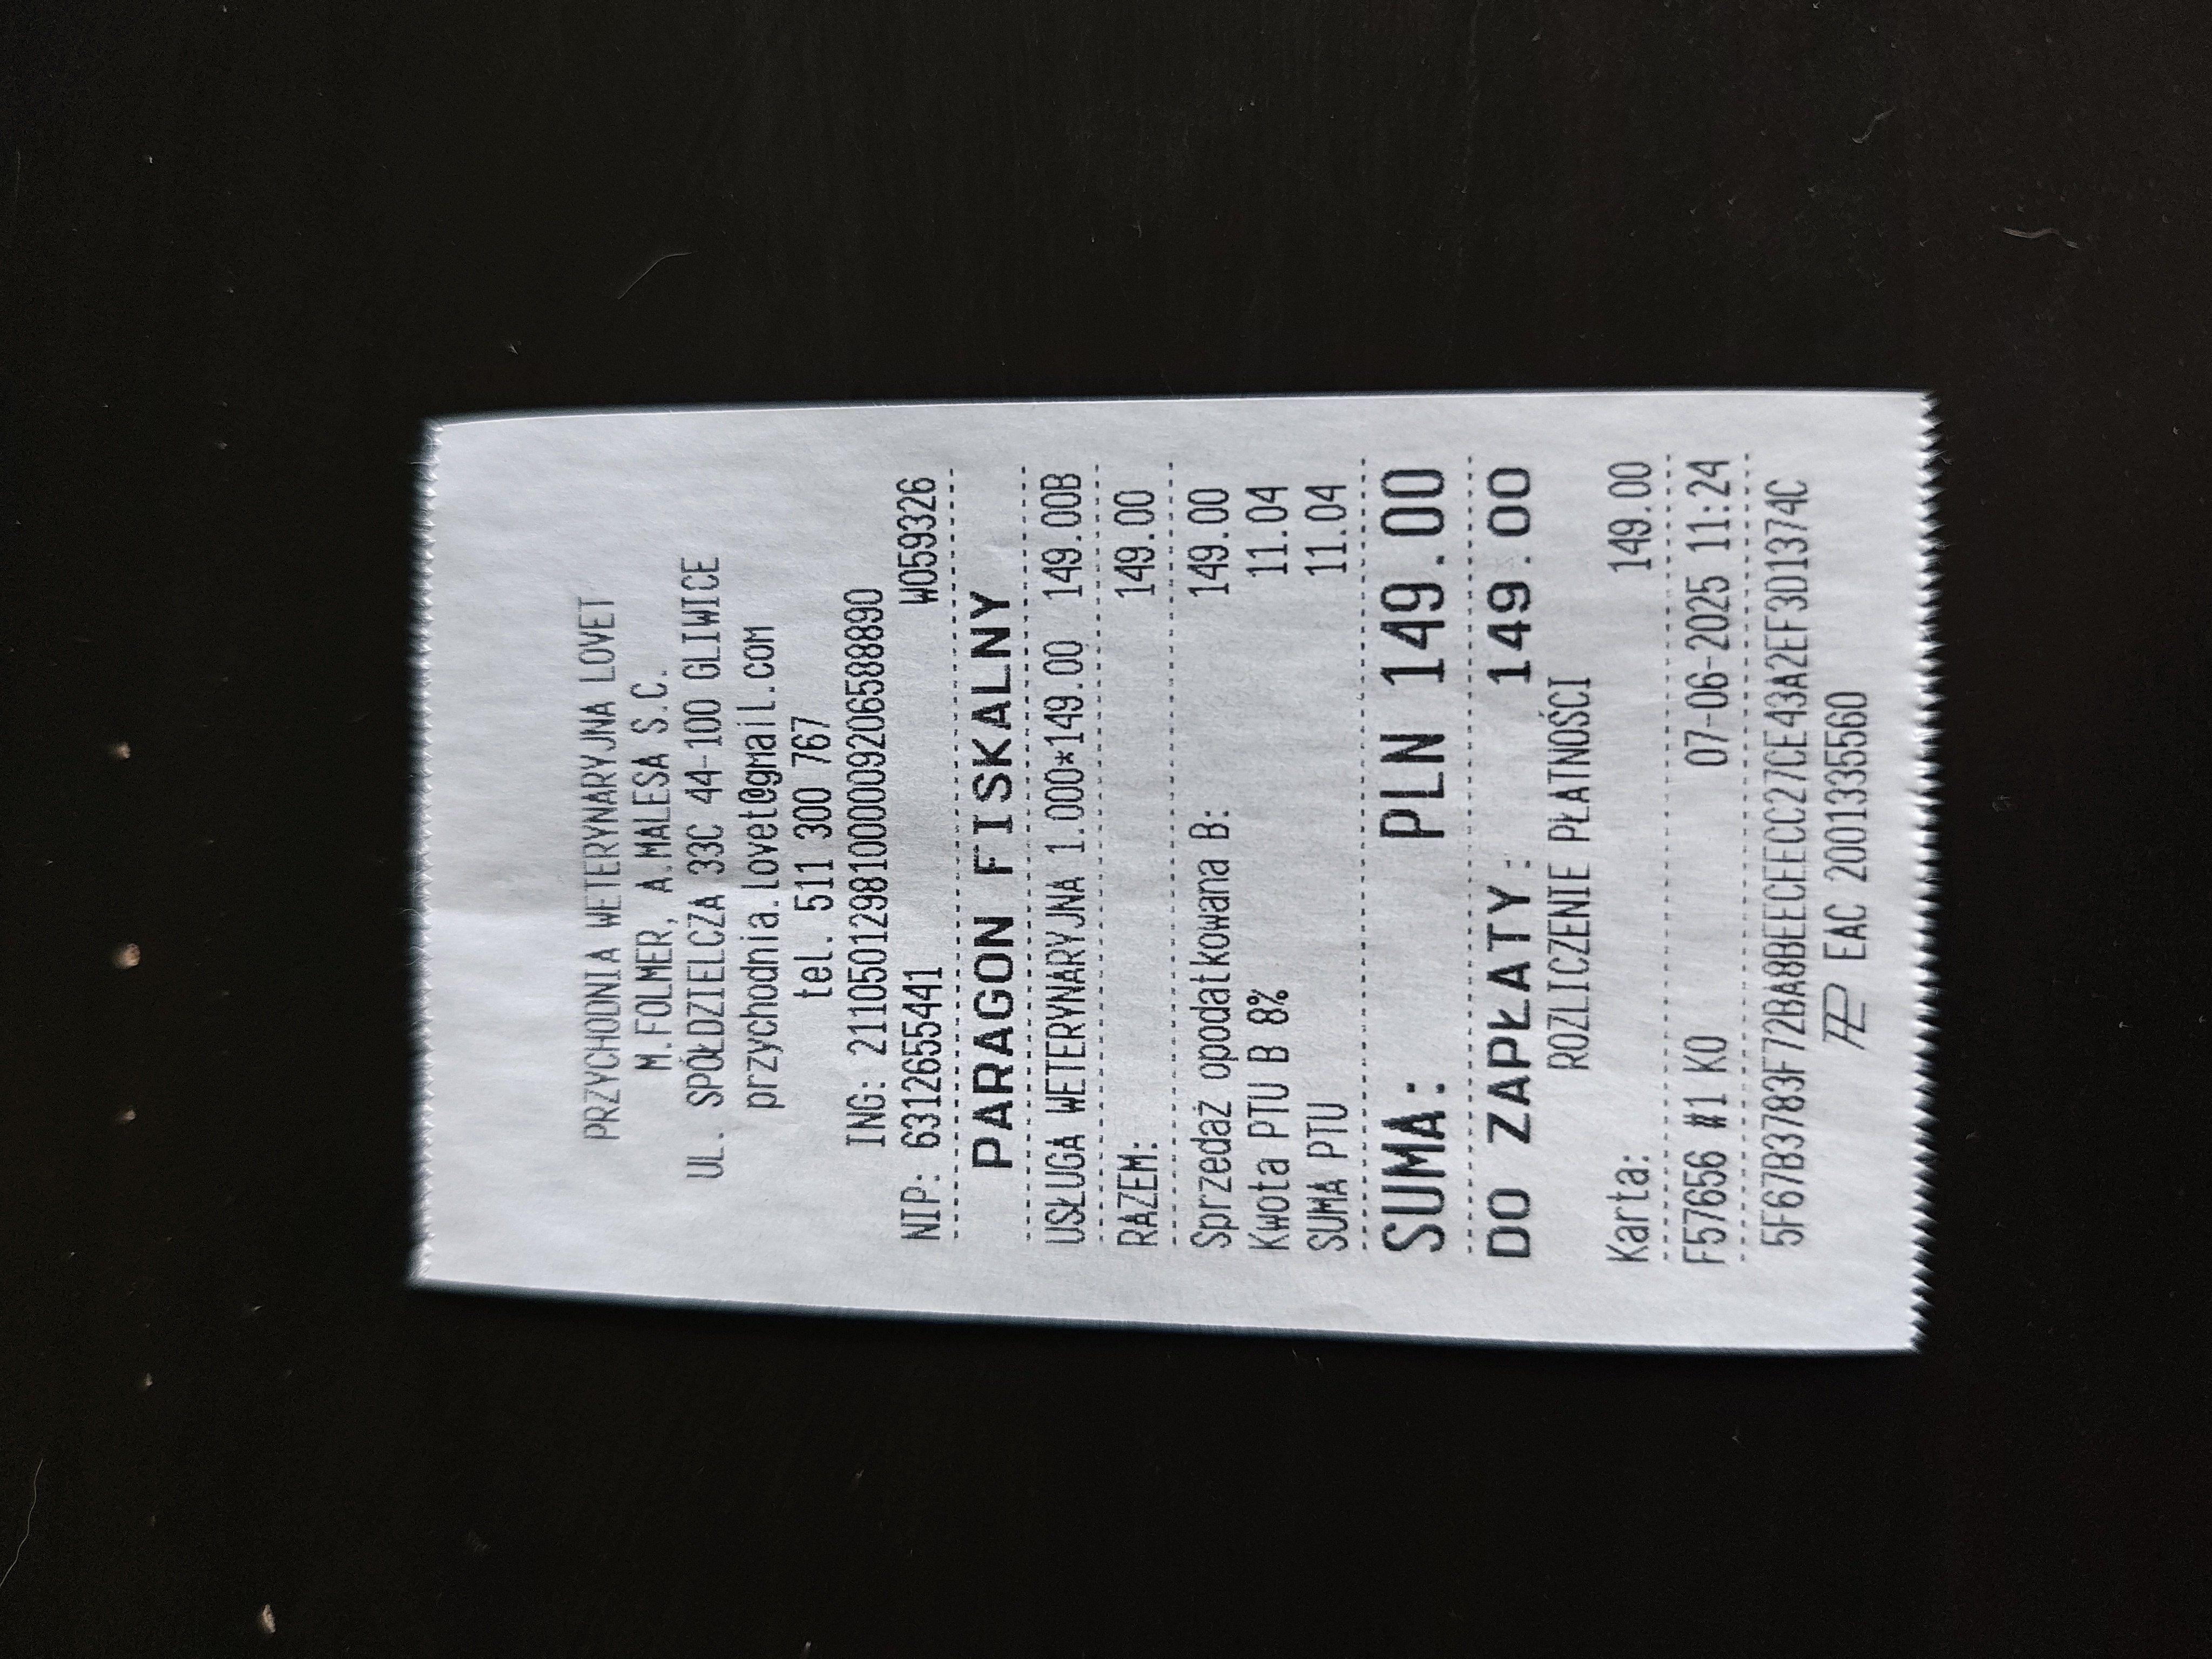 PRZYCHODNIA WETERYNARYJNA LOVET
M.FOLMER, A.MALESA S.C.
UL. SPÓŁDZIELCZA 33C 44-100 GLIWICE
przychodnia.lovet@gmail.com
tel. 511 300 767
ING: 21105012981000009206588890
NIP: 6312655441 W059326
PARAGON FISKALNY
USŁUGA WETERYNARYJNA 1.000*149.00 149.00B
RAZEM: 149.00
Sprzedaż opodatkowana B: 149.00
Kwota PTU B 8% 11.04
SUMA PTU 11.04
SUMA: PLN 149.00
DO ZAPŁATY: 149.00
ROZLICZENIE PŁATNOŚCI
Karta: 149.00
F57656 #1 KO 07-06-2025 11:24
5F67B3783F72BA8BEECEECC27CE43A2EF3D1374C
EAC 2001335560